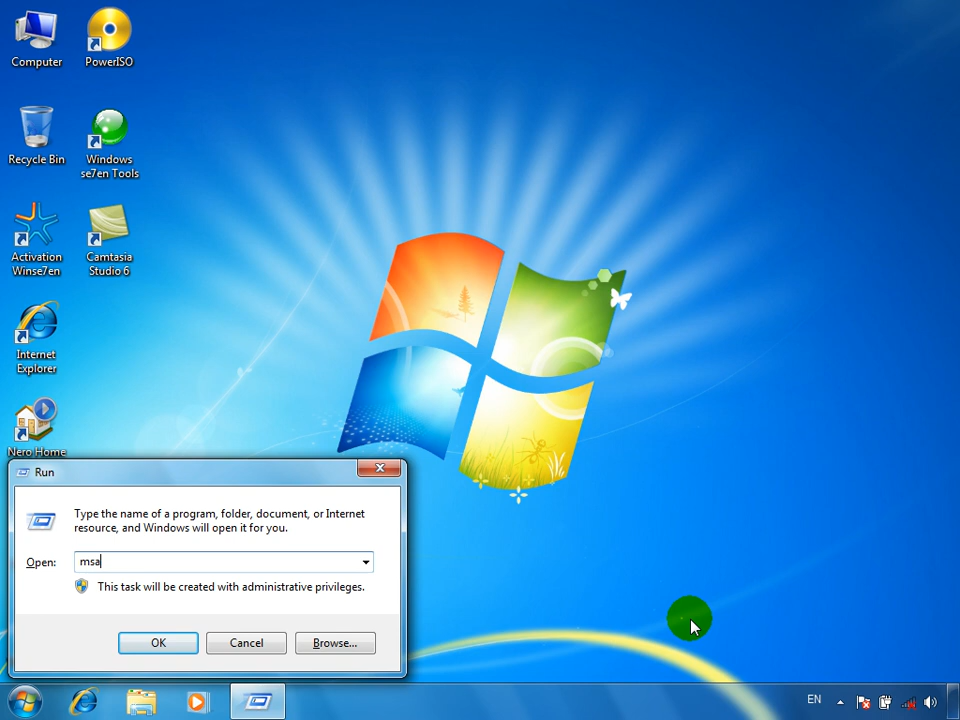 Computer
PowerISO
Recycle Bin
Windows
se7en Tools
Activation
Winse7en
Camtasia
Studio 6
Internet
Explorer
Nero Home
Run
Type the name of a program, folder, document, or Internet
resource, and Windows will open it for you.
Open:
msa
This task will be created with administrative privileges.
OK
Cancel
Browse...
EN